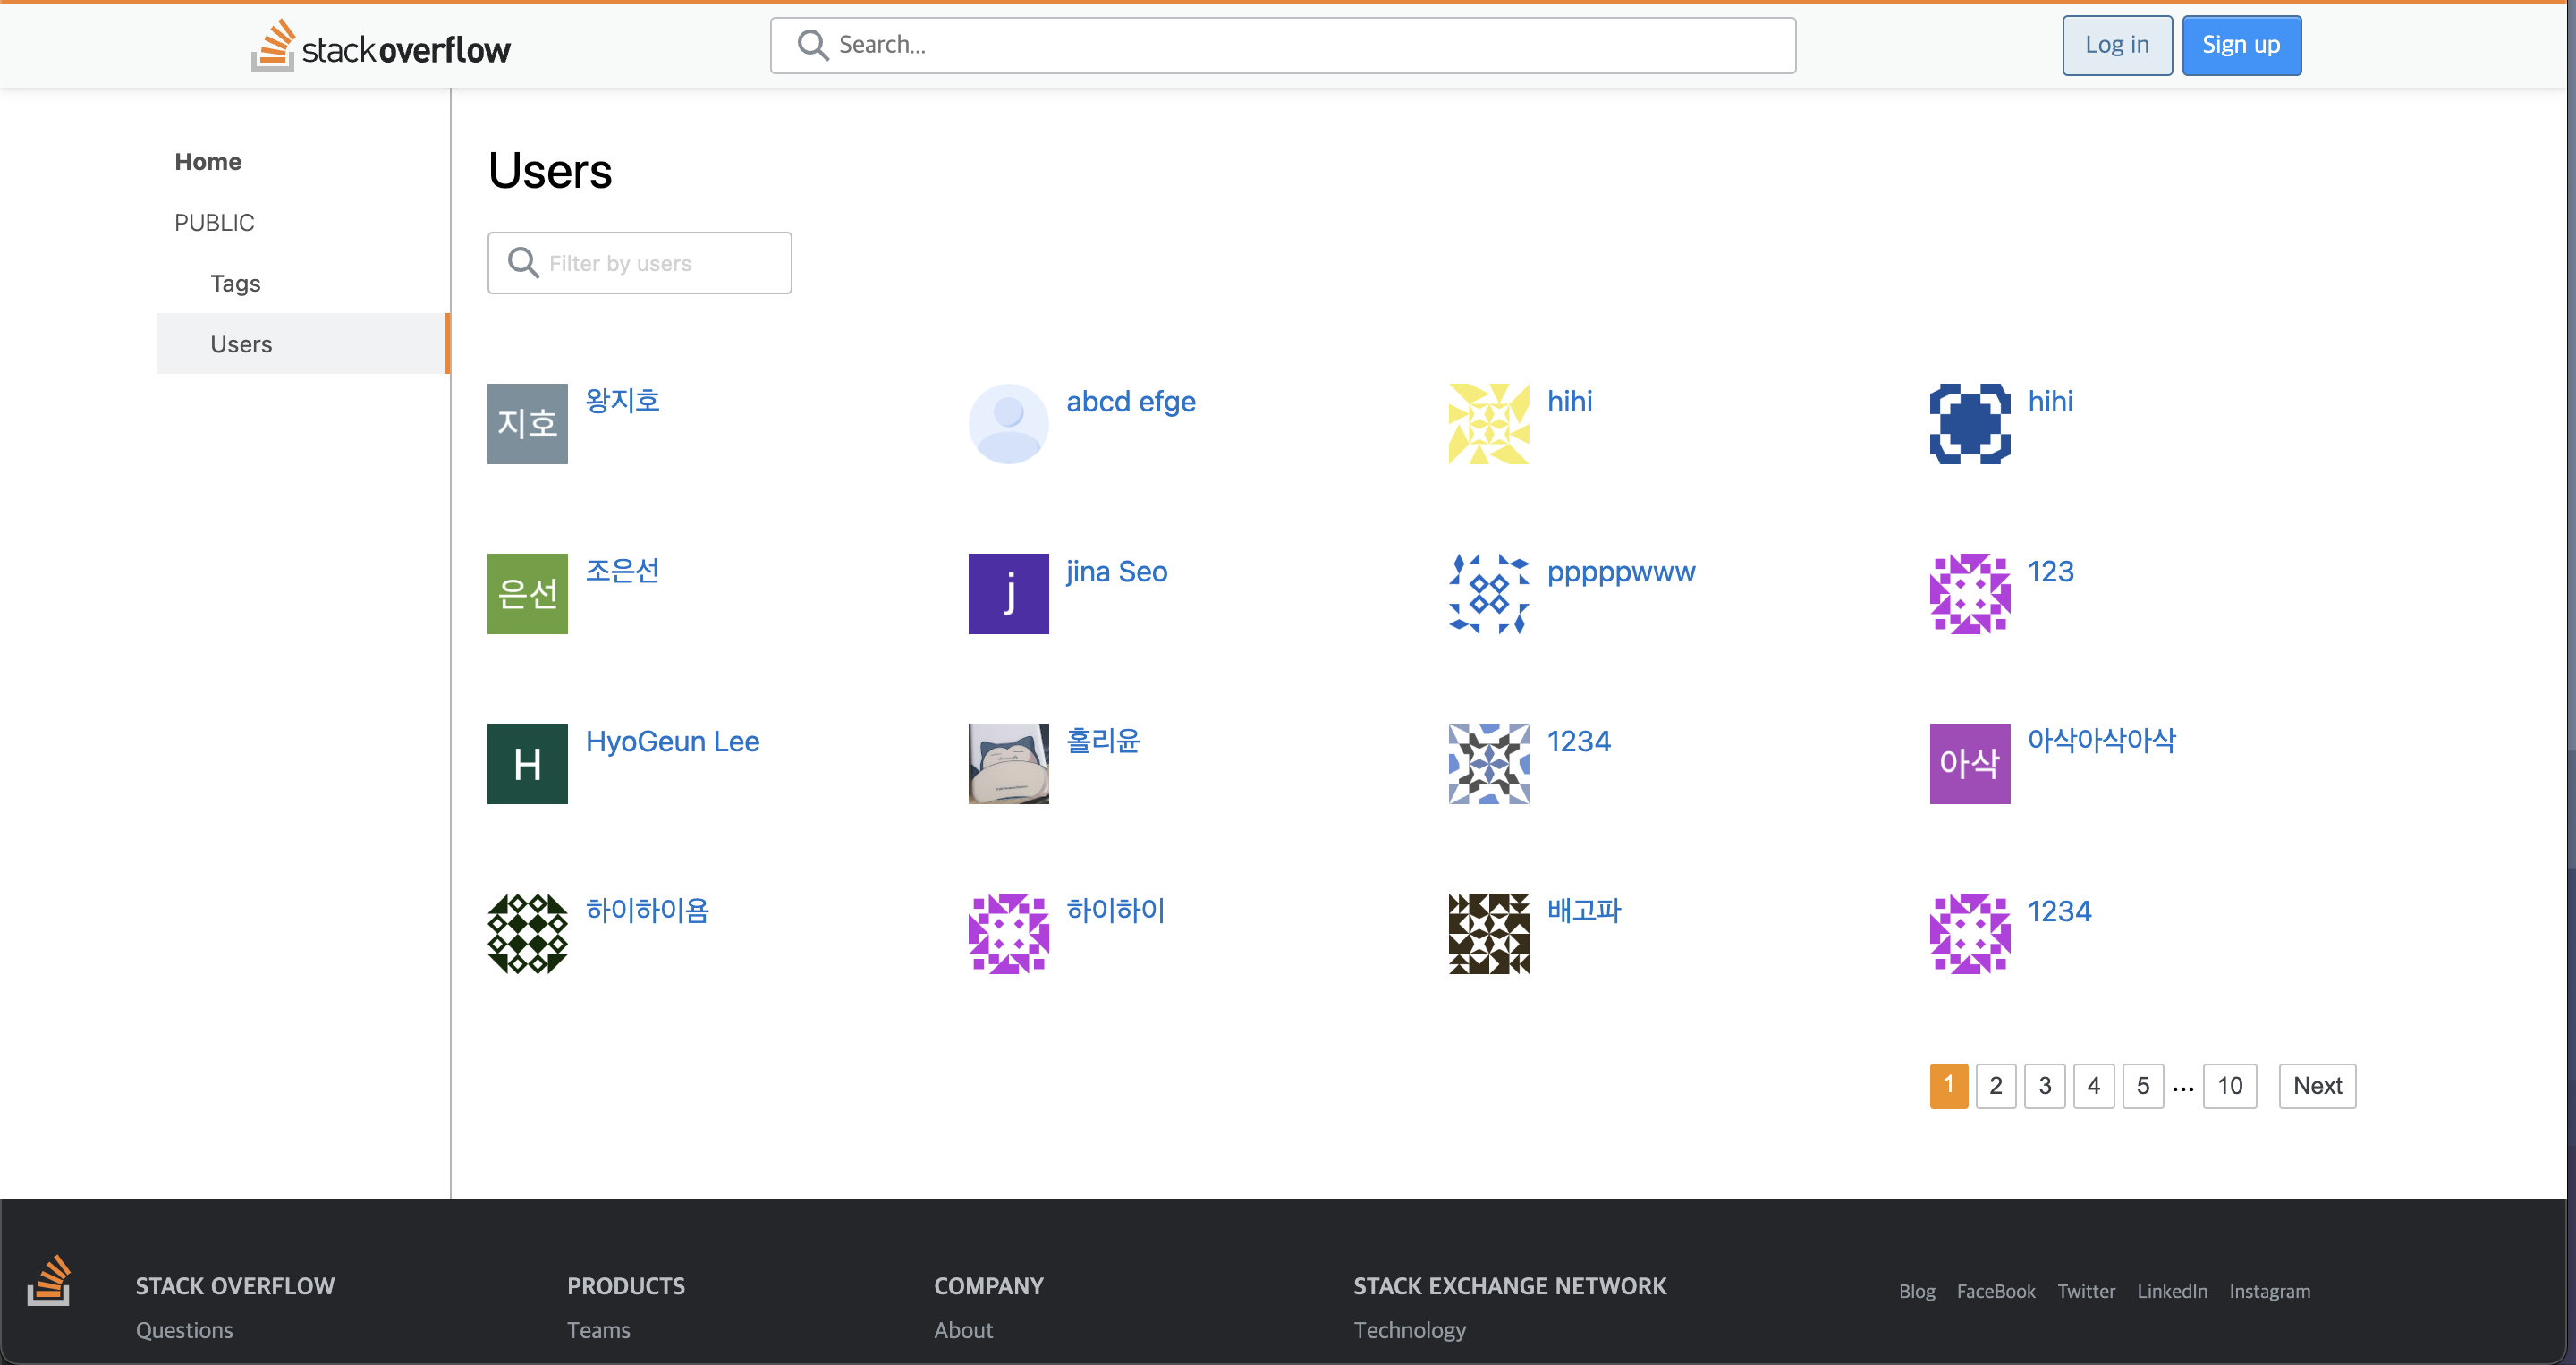 stackoverflow
Search...
Log in
Sign up
Home
PUBLIC
Tags
Users
Users
Filter by users
지호
왕지호
abcd efge
hihi
hihi
은선
조은선
j
jina Seo
pppppwww
123
H
HyoGeun Lee
홀리윤
1234
아삭
아삭아삭아삭
하이하이욤
하이하이
배고파
1234
1 2 3 4 5 ... 10 Next
STACK OVERFLOW
Questions
PRODUCTS
Teams
COMPANY
About
STACK EXCHANGE NETWORK
Technology
Blog FaceBook Twitter LinkedIn Instagram